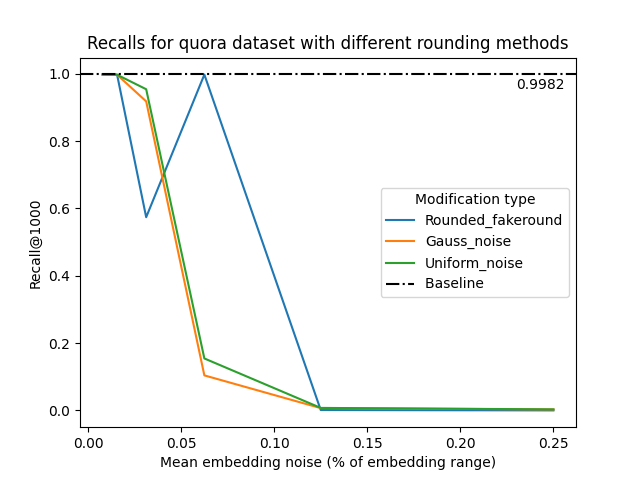 Recalls for quora dataset with different rounding methods
1.0
0.9982
0.8
0.6
0.4
0.2
0.0
Recall@1000
Modification type
Rounded_fakeround
Gauss_noise
Uniform_noise
Baseline
0.00 0.05 0.10 0.15 0.20 0.25
Mean embedding noise (% of embedding range)